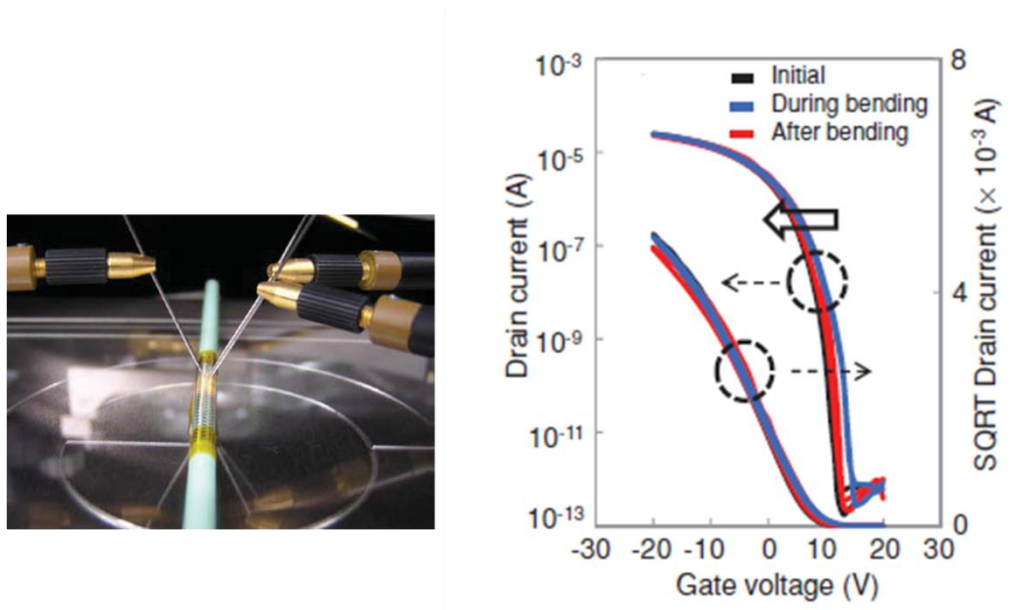 10-3
10-5
10-7
10-9
10-11
10-13
Drain current (A)
Initial
During bending
After bending
8
4
0
SQRT Drain current (× 10-3 A)
-30 -20 -10 0 10 20 30
Gate voltage (V)